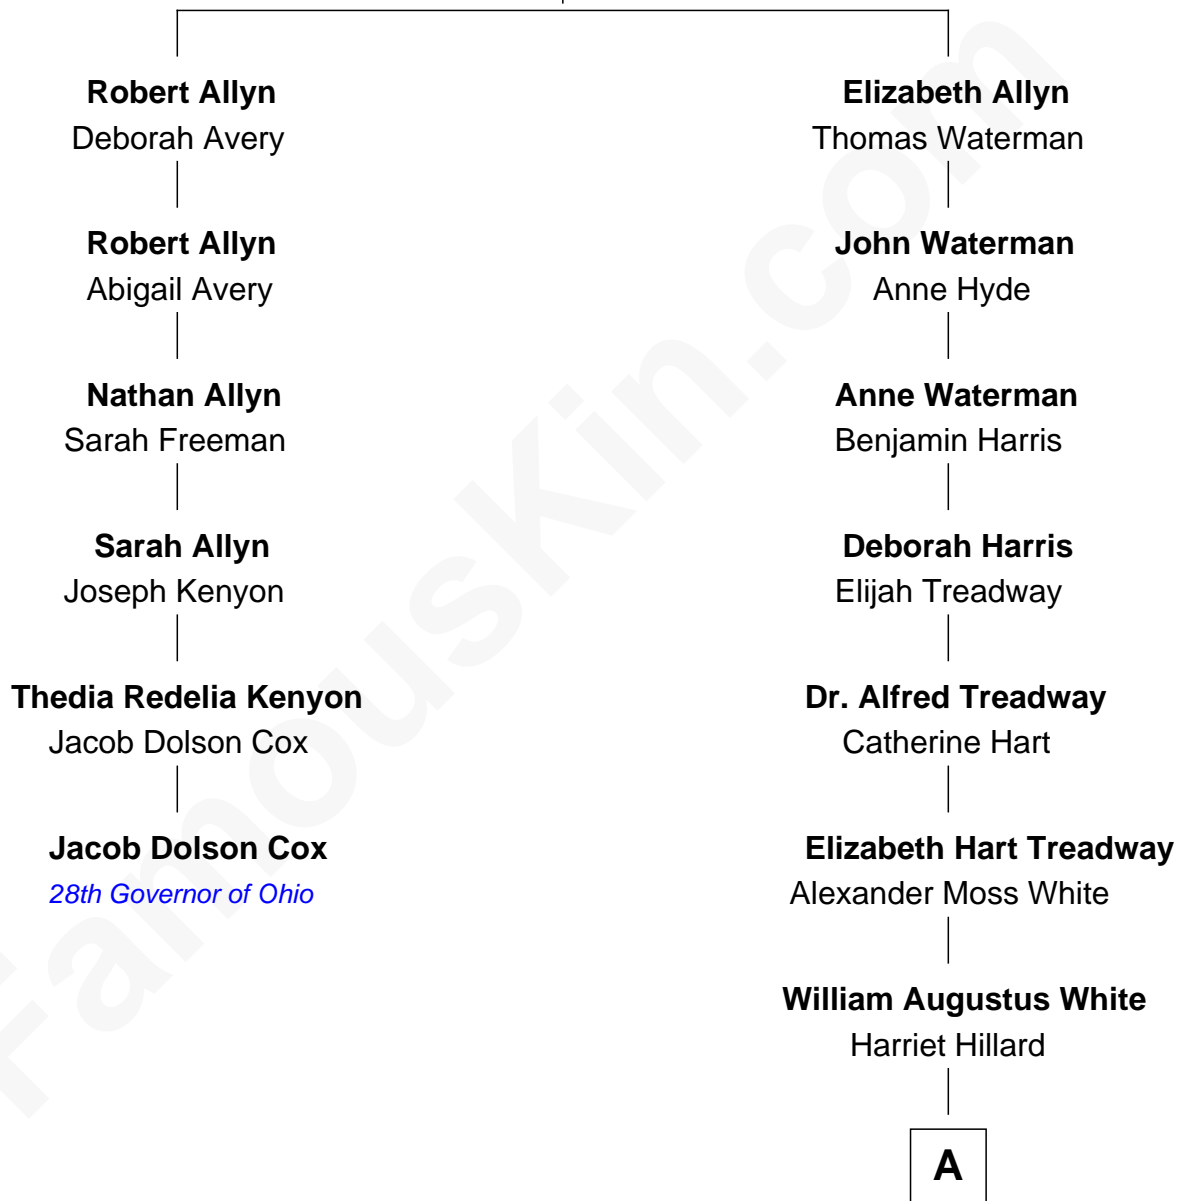 Robert Allyn
Deborah Avery
Robert Allyn
Abigail Avery
Nathan Allyn
Sarah Freeman
Sarah Allyn
Joseph Kenyon
Thedia Redelia Kenyon
Jacob Dolson Cox
Jacob Dolson Cox
28th Governor of Ohio
Elizabeth Allyn
Thomas Waterman
John Waterman
Anne Hyde
Anne Waterman
Benjamin Harris
Deborah Harris
Elijah Treadway
Dr. Alfred Treadway
Catherine Hart
Elizabeth Hart Treadway
Alexander Moss White
William Augustus White
Harriet Hillard
A
FamousKin.com